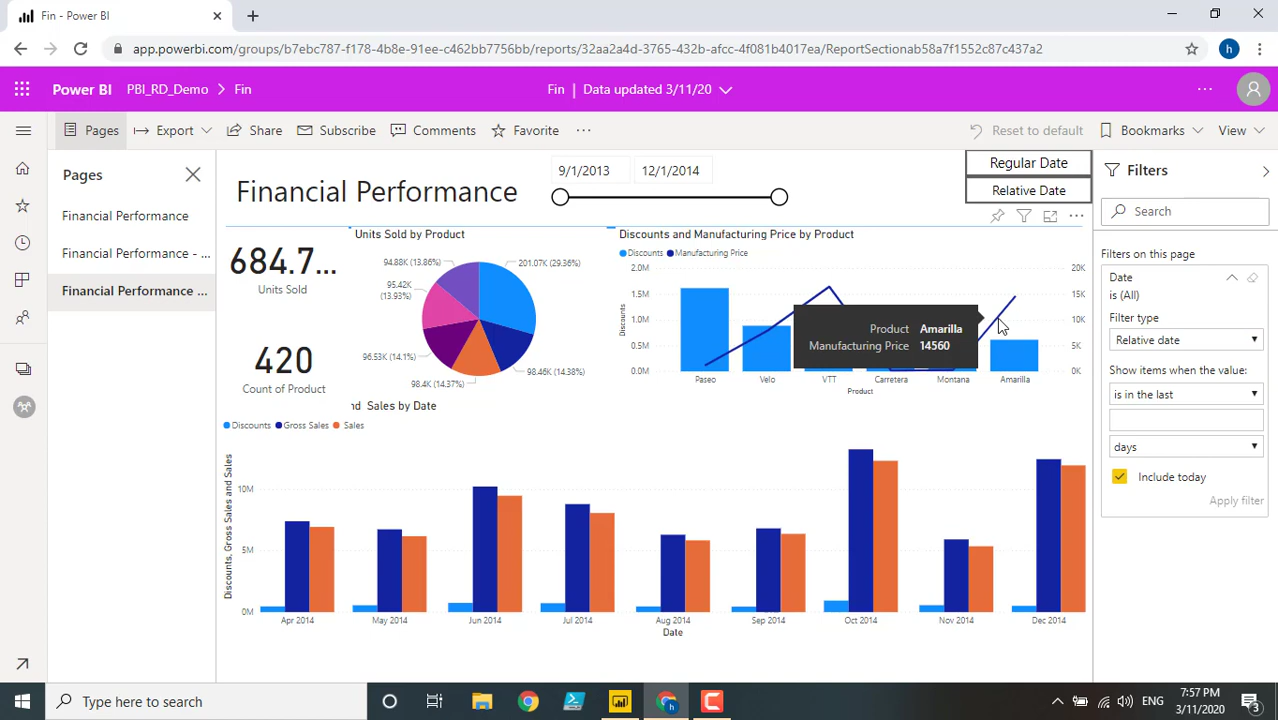 Fin - Power BI
app.powerbi.com/groups/b7ebc787-f178-4b8e-91ee-c462bb7756bb/reports/32aa2a4d-3765-432b-afcc-4f081b4017ea/ReportSectionab58a7f1552c87c437a2
h
Power BI PBI_RD_Demo > Fin
Fin | Data updated 3/11/20
Pages
Export
Share
Subscribe
Comments
Favorite
Reset to default
Bookmarks
View
Pages
Financial Performance
Financial Performance - ...
Financial Performance ...
Financial Performance
9/1/2013
12/1/2014
Regular Date
Relative Date
684.7...
Units Sold
420
Count of Product
Units Sold by Product
94.88K (13.86%)
201.07K (29.36%)
95.42K
(13.93%)
96.53K (14.1%)
98.46K (14.38%)
98.4K (14.37%)
Discounts and Manufacturing Price by Product
Discounts Manufacturing Price
2.0M
1.5M
1.0M
0.5M
0.0M
Discounts
20K
15K
10K
5K
0K
Product Amarilla
Manufacturing Price 14560
Paseo Velo VTT Carretera Montana Amarilla
Product
nd Sales by Date
Discounts Gross Sales Sales
Discounts, Gross Sales and Sales
10M
5M
0M
Apr 2014 May 2014 Jun 2014 Jul 2014 Aug 2014 Sep 2014 Oct 2014 Nov 2014 Dec 2014
Date
Filters
Search
Filters on this page
Date
is (All)
Filter type
Relative date
Show items when the value:
is in the last
days
Include today
Apply filter
Type here to search
h
ENG
7:57 PM
3/11/2020
3